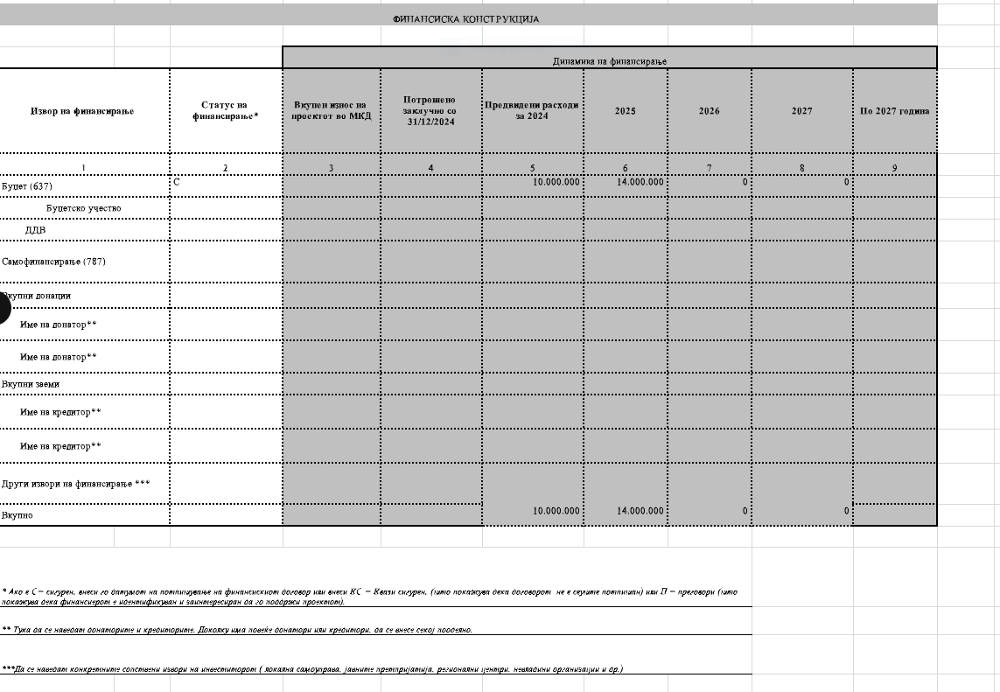 ФИНАНСИСКА КОНСТРУКЦИЈА
Динамика на финансирање
Извор на финансирање
Статус на
финансирање*
Вкупен износ на
проектот во МКД
Потрошено
заклучно со
31/12/2024
Предвидени расходи
за 2024
2025
2026
2027
По 2027 година
1 2 3 4 5 6 7 8 9
Буџет (637) С 10.000.000 14.000.000 0 0
Буџетско учество
ДДВ
Самофинансирање (787)
Вкупни донации
Име на донатор**
Име на донатор**
Вкупни заеми
Име на кредитор**
Име на кредитор**
Други извори на финансирање ***
Вкупно 10.000.000 14.000.000 0 0
* Ако е С – сигурен, внеси го датумот на потпишување на финансискиот договор или внеси КС – Квази сигурен, (што покажува дека договорот не е сеуште потпишан) или П – преговори (што
покажува дека финансиерот е идентификуван и заинтересиран да го поддржи проектот).
** Тука да се наведат донаторите и кредиторите. Доколку има повеќе донатори или кредитори, да се внесе секој поодделно.
***Да се наведат конкретните сопствени извори на инвеститорот ( локална самоуправа, јавните претпријатија, регионални центри, невладини организации и др.)